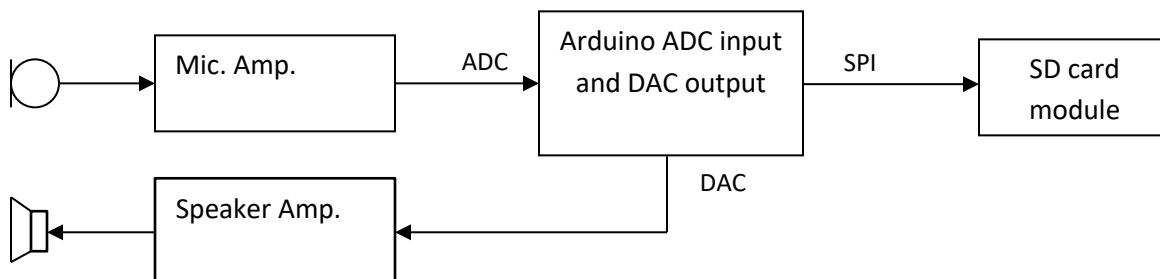 Mic. Amp.
ADC
Arduino ADC input
and DAC output
SPI
SD card
module
DAC
Speaker Amp.